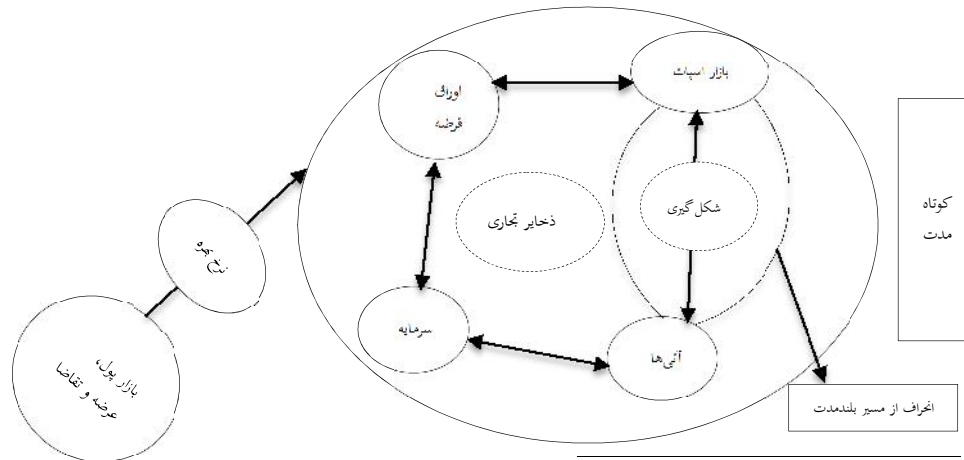 بازار اسپات
اوراق
قرضه
کوتاه
مدت
شکل‌گیری
ذخایر تجاری
نرخ بهره
سرمایه
آتی‌ها
بازار پول،
عرضه و تقاضا
انحراف از مسیر بلندمدت